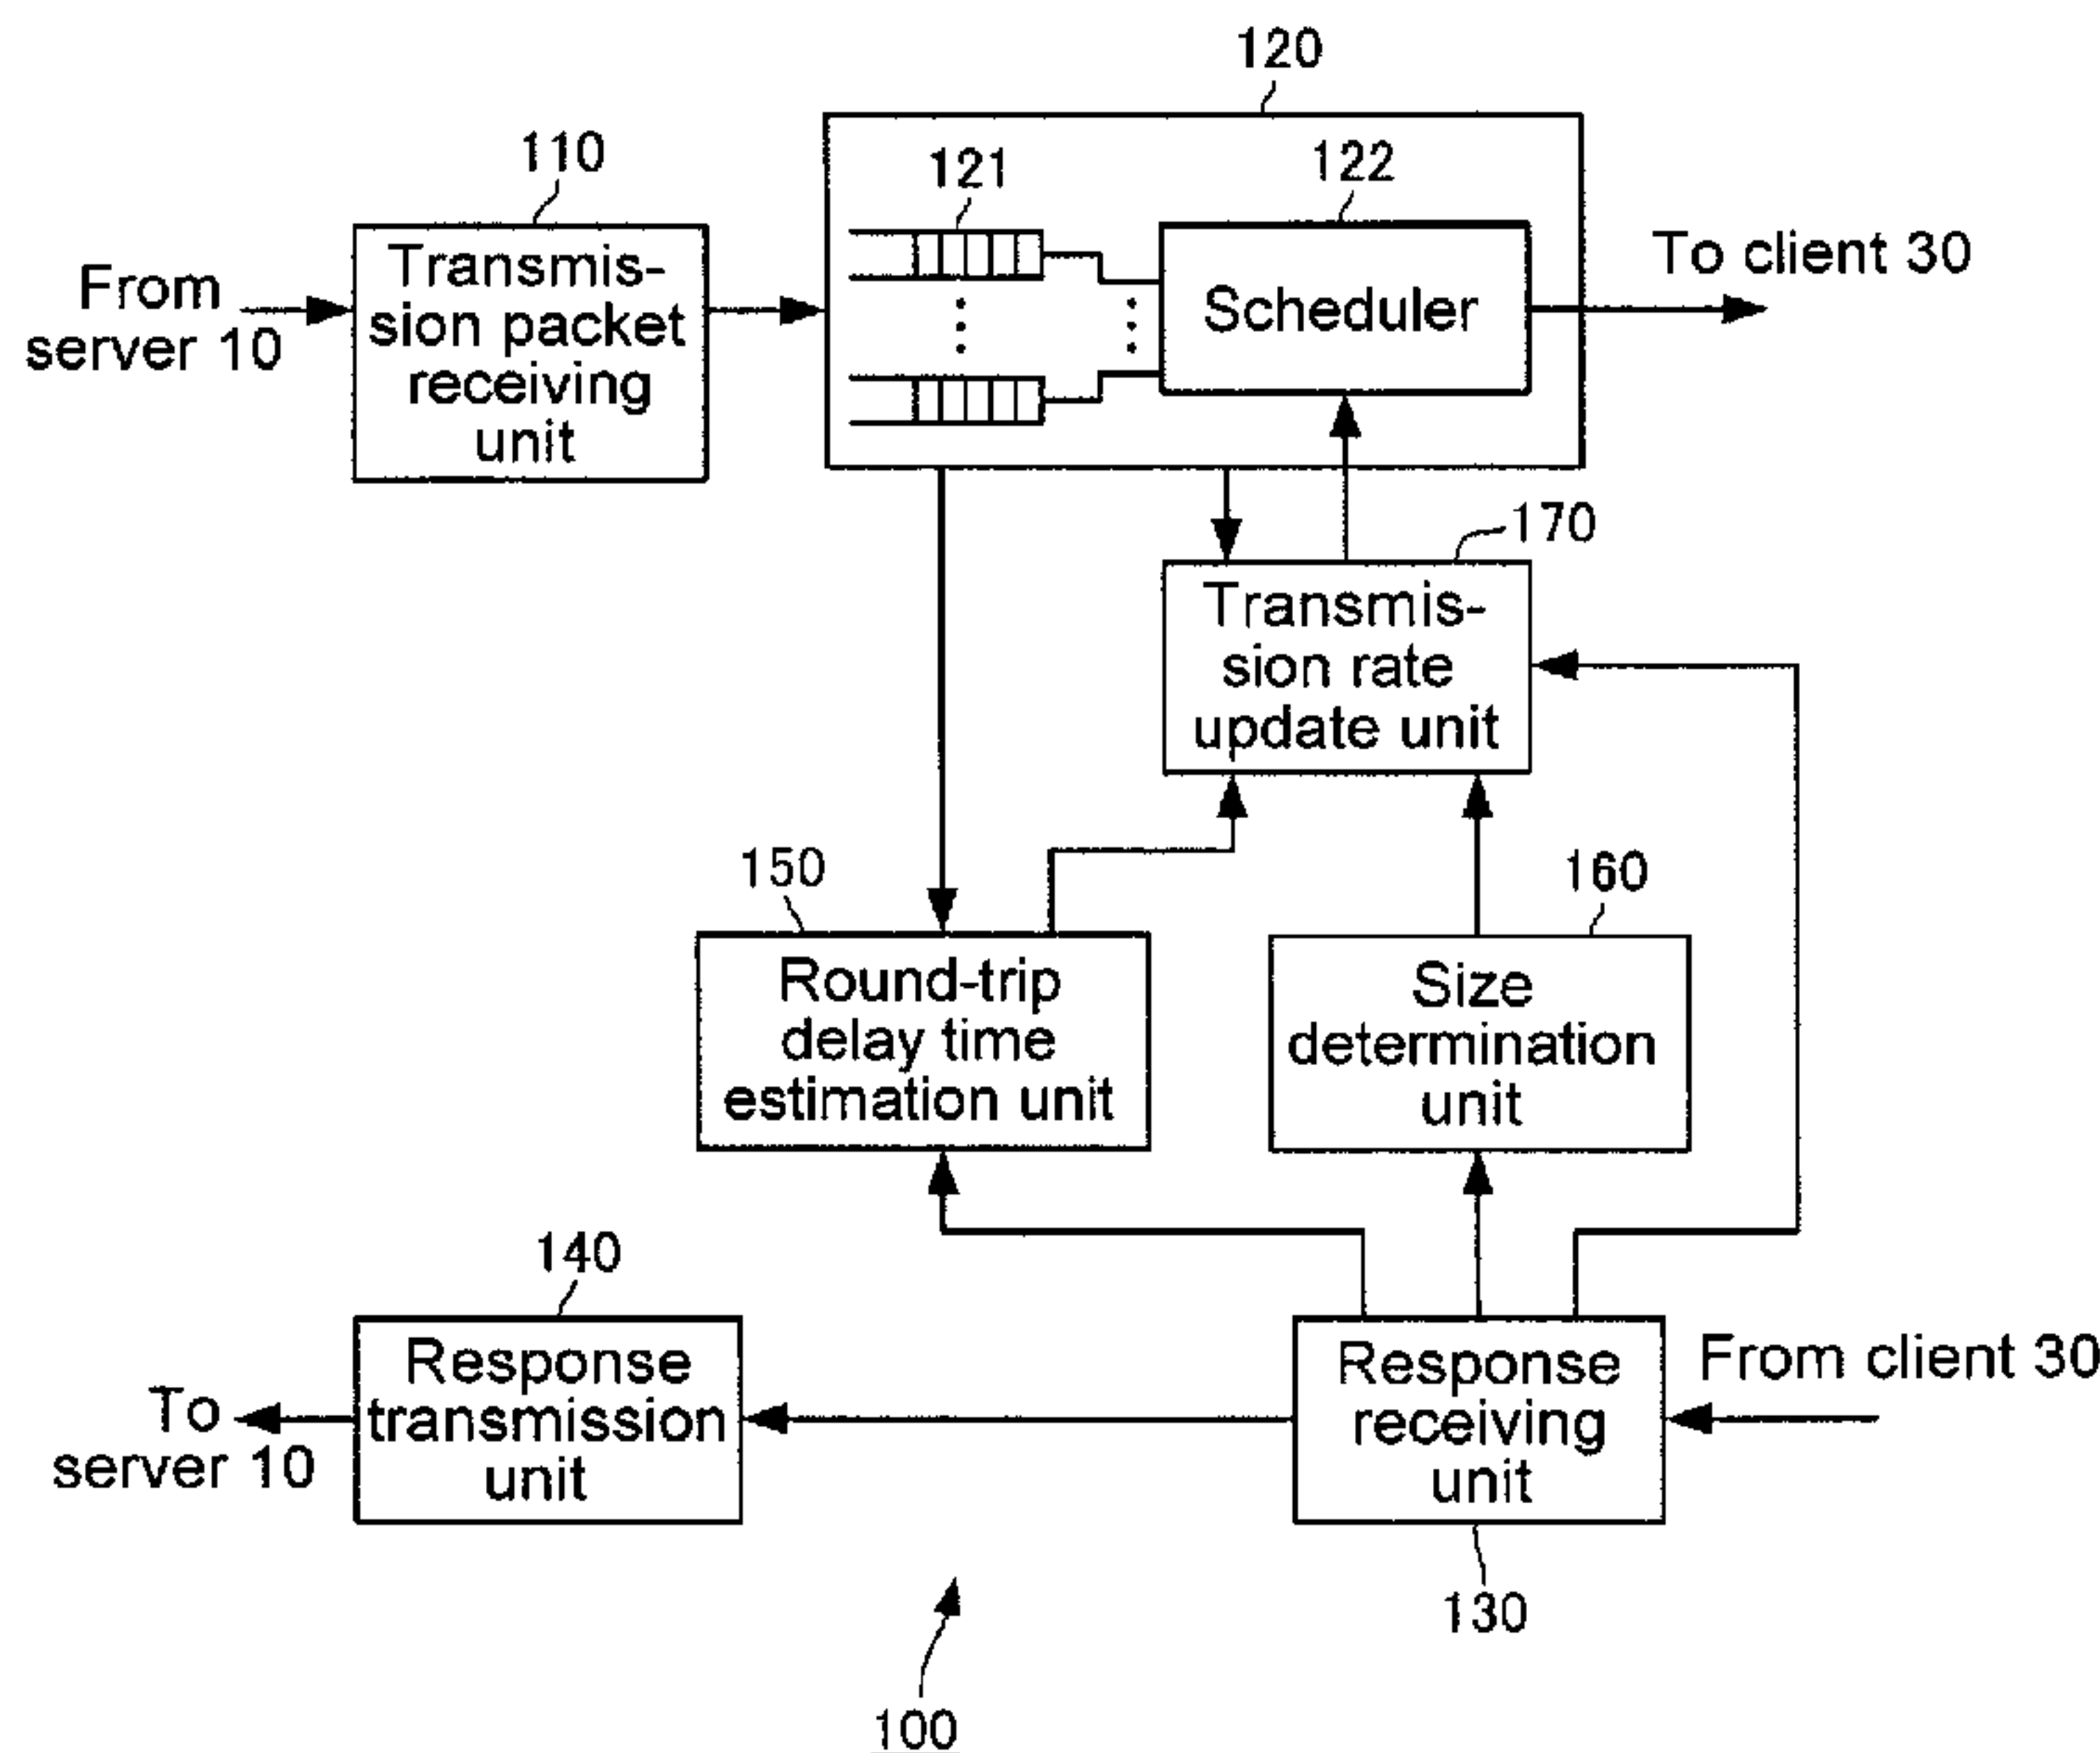 120
110
121
122
Transmis-
sion packet
receiving
unit
From
server 10
Scheduler
To client 30
170
Transmis-
sion rate
update unit
150
160
Round-trip
delay time
estimation unit
Size
determination
unit
140
Response
transmission
unit
To
server 10
Response
receiving
unit
From client 30
130
100